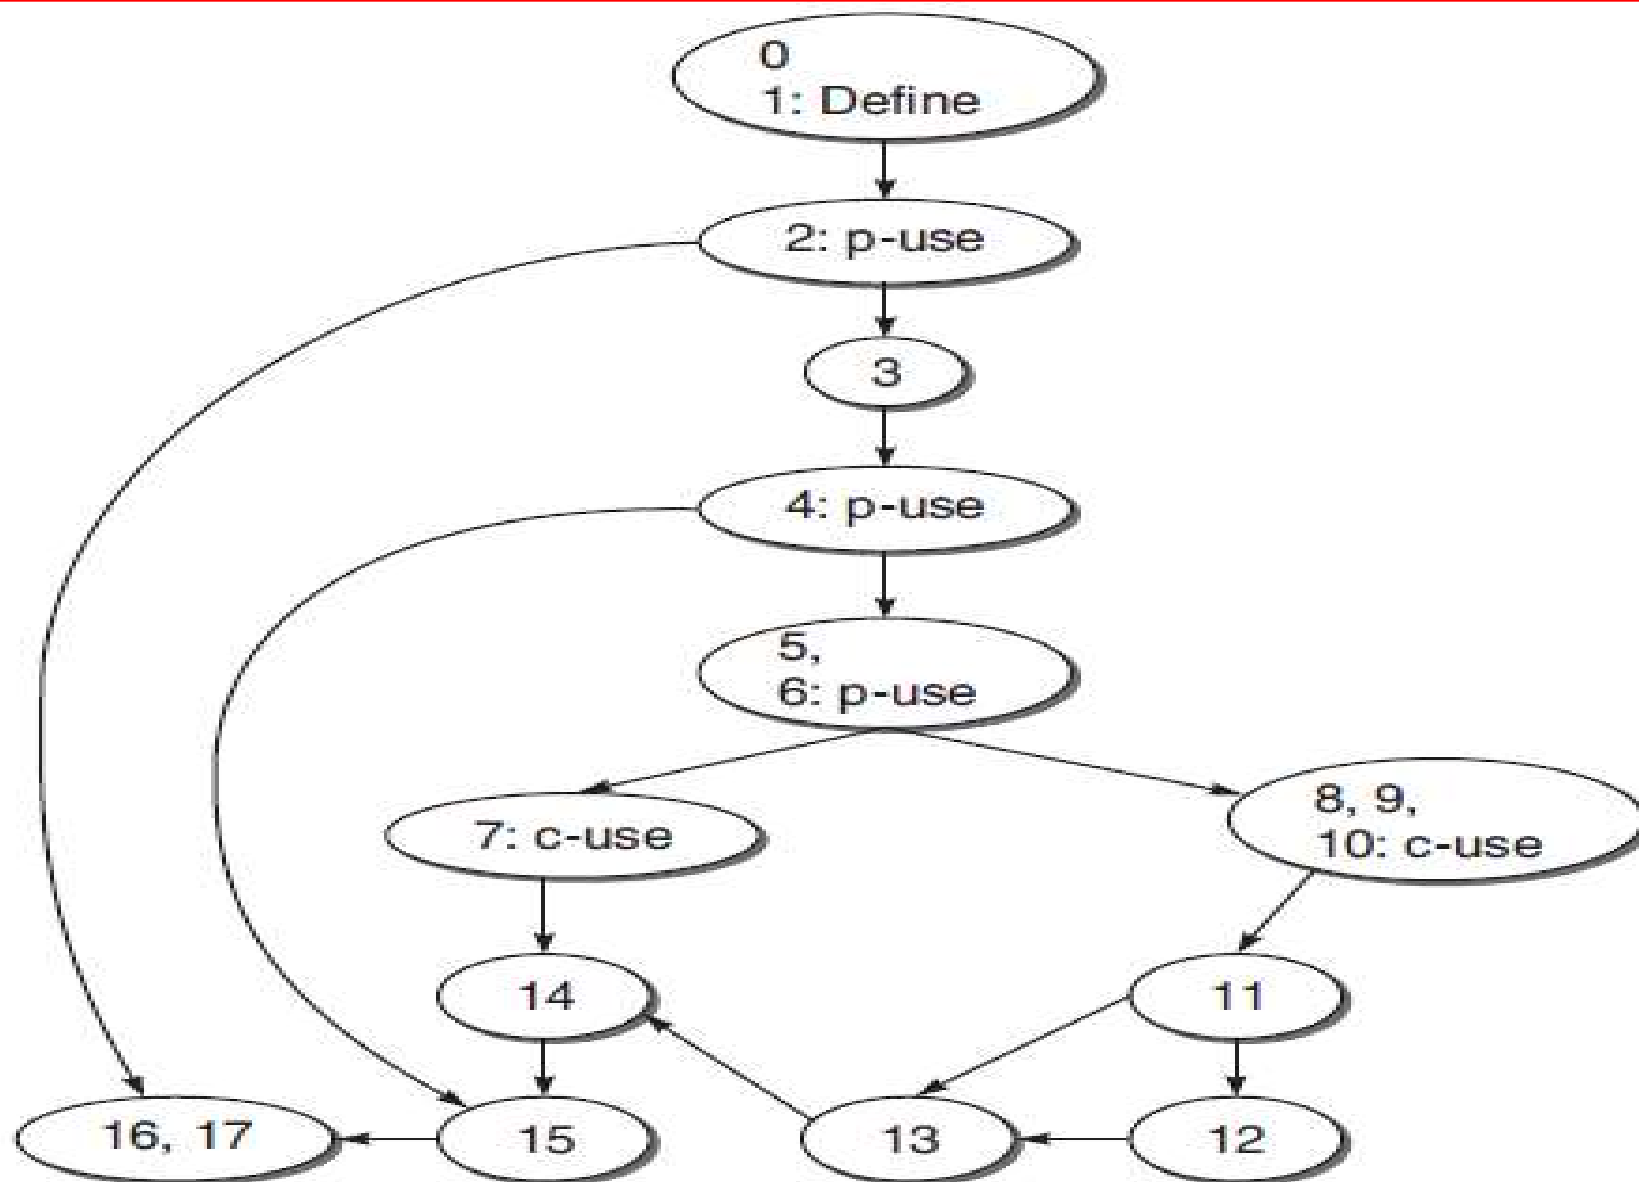 0
1: Define
2: p-use
3
4: p-use
5,
6: p-use
7: c-use
8, 9,
10: c-use
14
11
16, 17
15
13
12